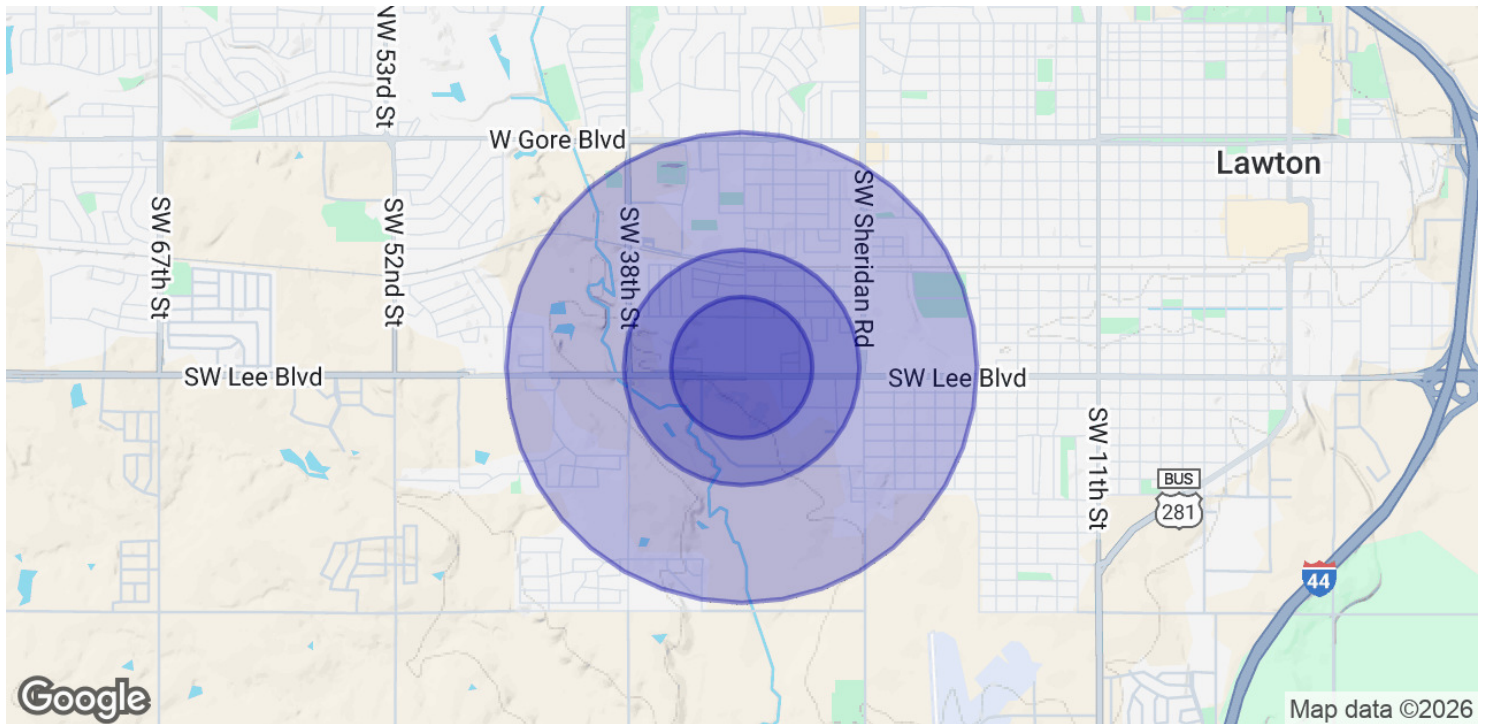 NW 53rd St
W Gore Blvd
Lawton
SW 67th St
SW 52nd St
SW 38th St
SW Sheridan Rd
SW Lee Blvd
SW Lee Blvd
SW 11th St
BUS
281
44
Google
Map data ©2026